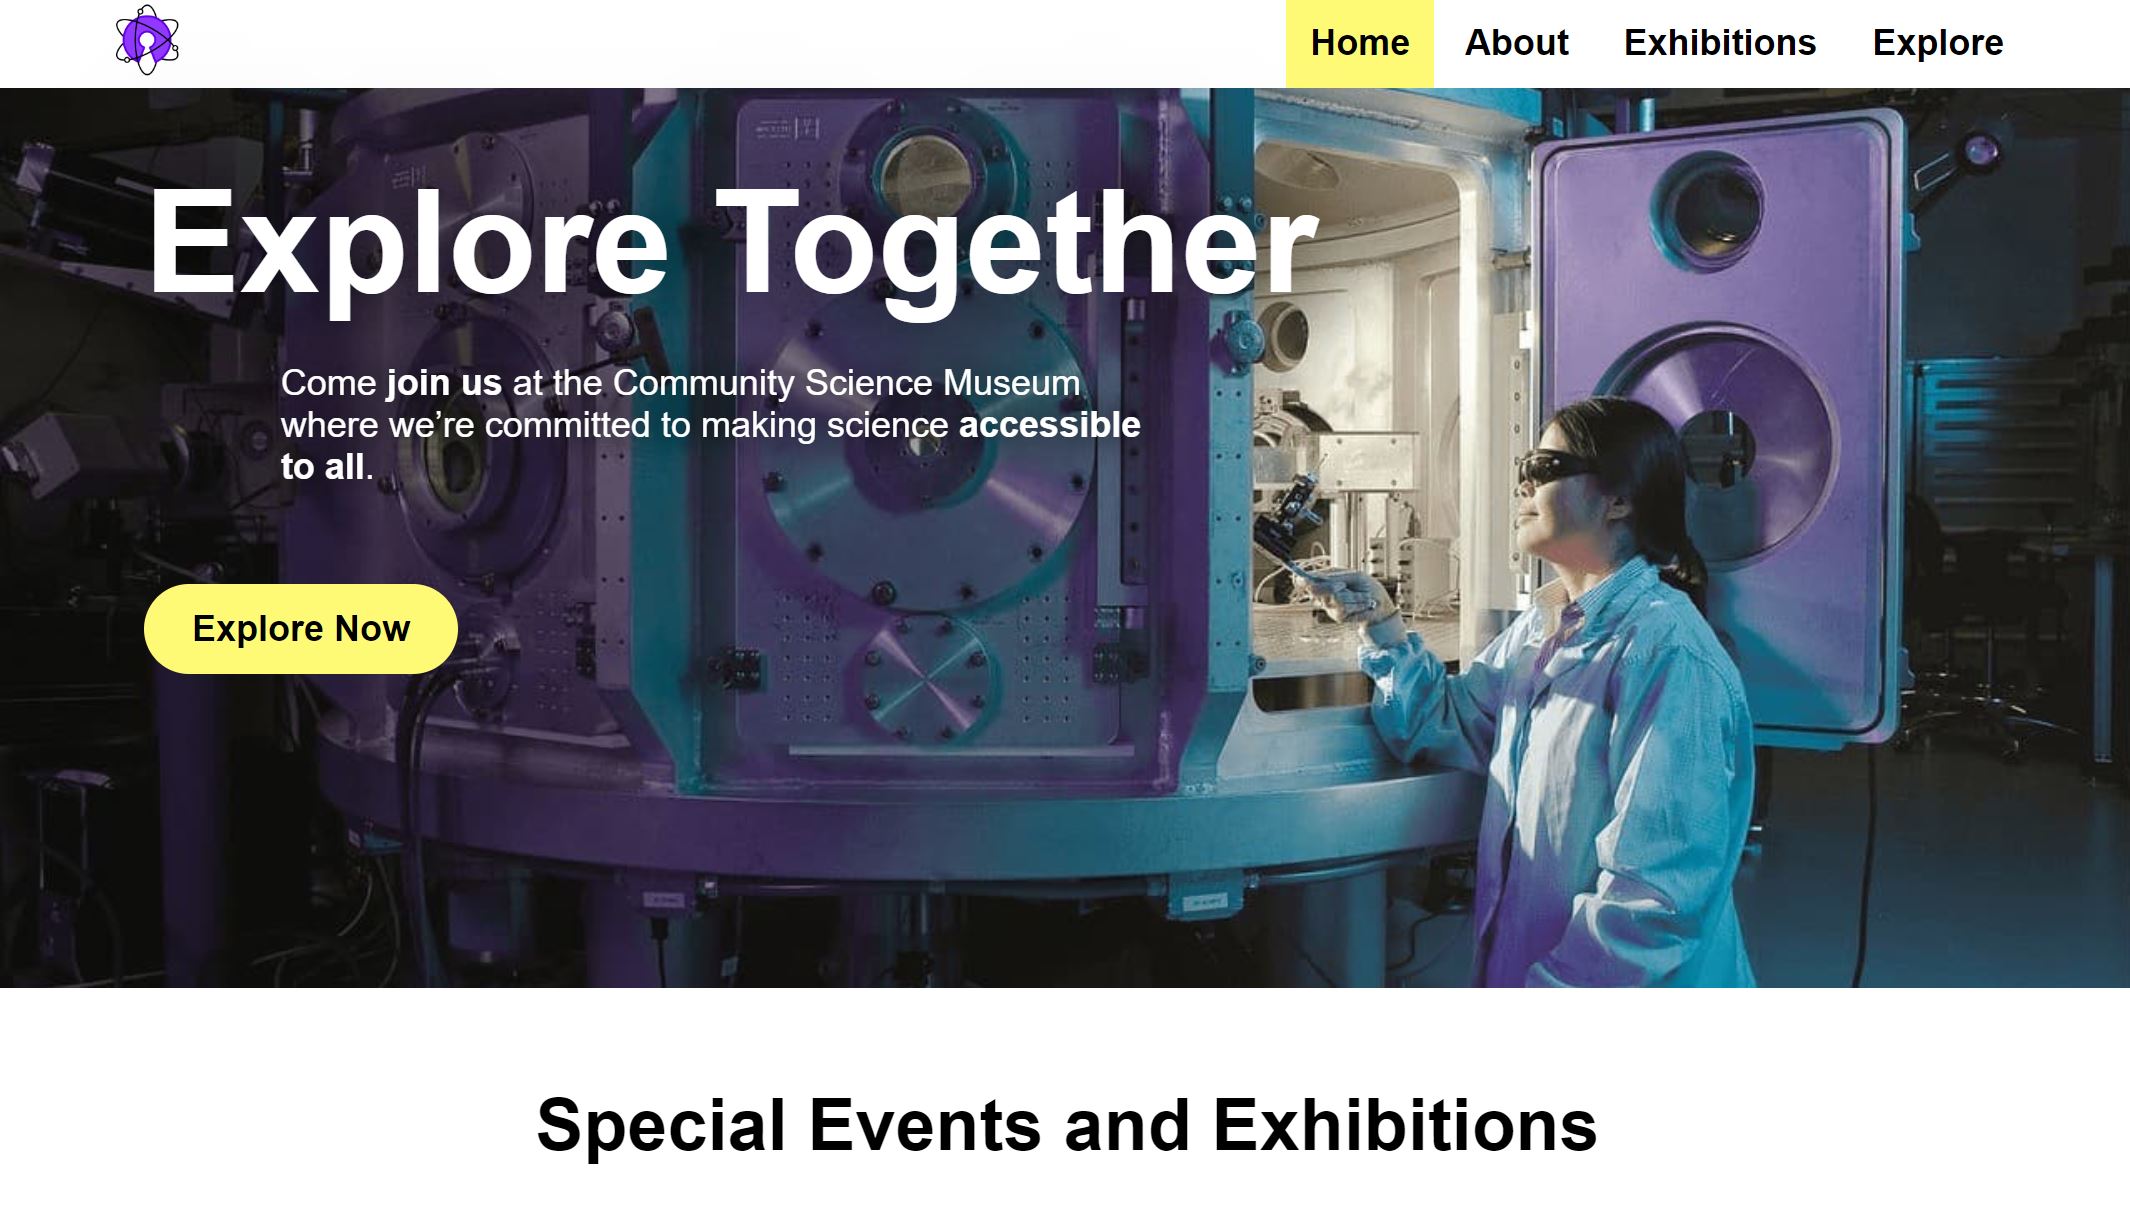 Home About Exhibitions Explore
Explore Together
Come join us at the Community Science Museum
where we’re committed to making science accessible
to all.
Explore Now
Special Events and Exhibitions